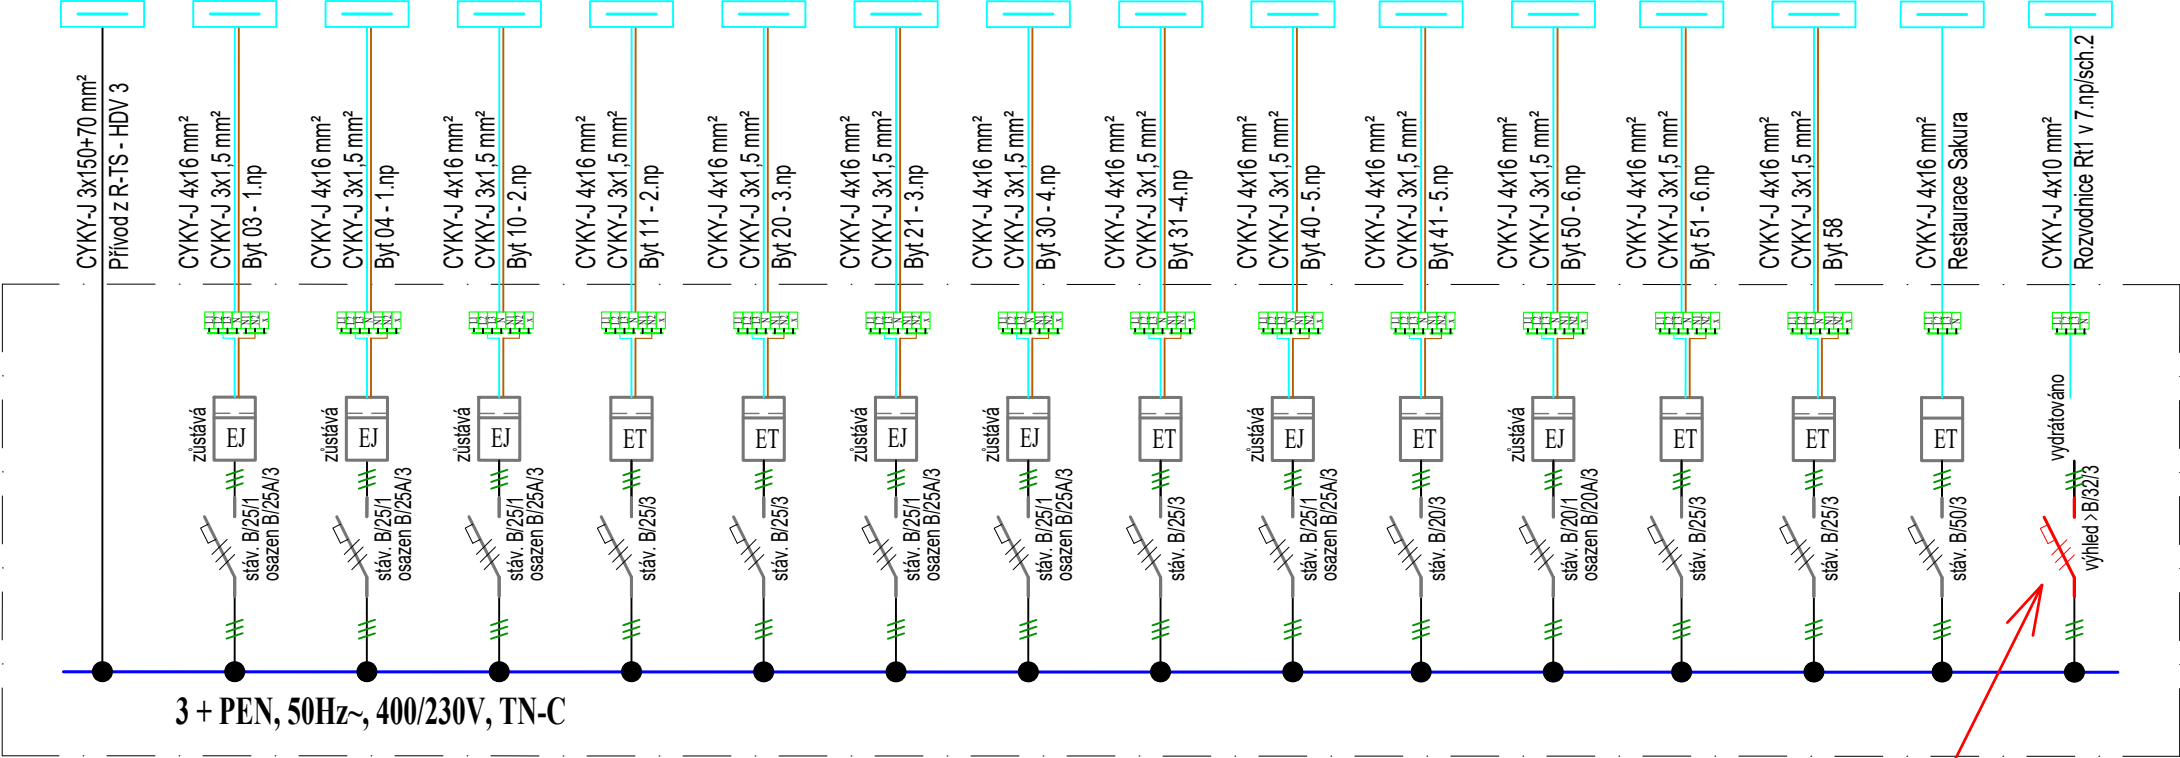 CYKY-J 3x150+70 mm²
Přívod z R-TS - HDV 3
CYKY-J 4x16 mm²
CYKY-J 3x1,5 mm²
Byt 03 - 1.np
CYKY-J 4x16 mm²
CYKY-J 3x1,5 mm²
Byt 04 - 1.np
CYKY-J 4x16 mm²
CYKY-J 3x1,5 mm²
Byt 10 - 2.np
CYKY-J 4x16 mm²
CYKY-J 3x1,5 mm²
Byt 11 - 2.np
CYKY-J 4x16 mm²
CYKY-J 3x1,5 mm²
Byt 20 - 3.np
CYKY-J 4x16 mm²
CYKY-J 3x1,5 mm²
Byt 21 - 3.np
CYKY-J 4x16 mm²
CYKY-J 3x1,5 mm²
Byt 30 - 4.np
CYKY-J 4x16 mm²
CYKY-J 3x1,5 mm²
Byt 31 -4.np
CYKY-J 4x16 mm²
CYKY-J 3x1,5 mm²
Byt 40 - 5.np
CYKY-J 4x16 mm²
CYKY-J 3x1,5 mm²
Byt 41 - 5.np
CYKY-J 4x16 mm²
CYKY-J 3x1,5 mm²
Byt 50 - 6.np
CYKY-J 4x16 mm²
CYKY-J 3x1,5 mm²
Byt 51 - 6.np
CYKY-J 4x16 mm²
CYKY-J 3x1,5 mm²
Byt 58
CYKY-J 4x16 mm²
Restaurace Sakura
CYKY-J 4x10 mm²
Rozvodnice Rt1 v 7.np/sch.2
zůstává
EJ
stáv. B/25/1
osazen B/25A/3
zůstává
EJ
stáv. B/25/1
osazen B/25A/3
zůstává
EJ
stáv. B/25/1
osazen B/25A/3
ET
stáv. B/25/3
ET
stáv. B/25/3
zůstává
EJ
stáv. B/25/1
osazen B/25A/3
zůstává
EJ
stáv. B/25/1
osazen B/25A/3
ET
stáv. B/25/3
zůstává
EJ
stáv. B/25/1
osazen B/25A/3
ET
stáv. B/20/3
zůstává
EJ
stáv. B/20/1
osazen B/20A/3
ET
stáv. B/25/3
ET
stáv. B/25/3
ET
stáv. B/50/3
vydrátováno
výhled >B/32/3
3 + PEN, 50Hz~, 400/230V, TN-C